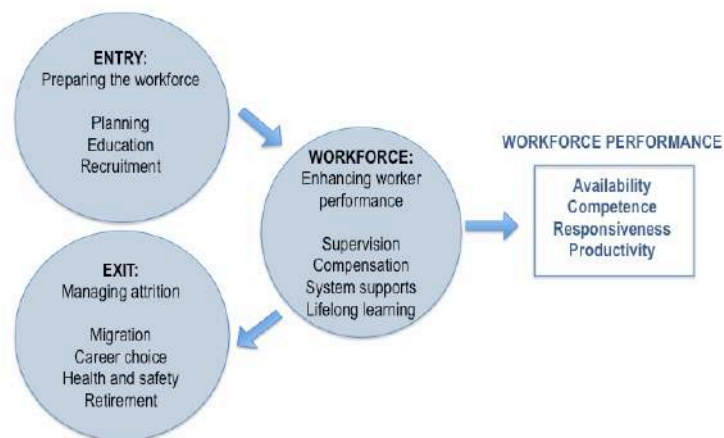 ENTRY:
Preparing the workforce
Planning
Education
Recruitment
WORKFORCE:
Enhancing worker
performance
Supervision
Compensation
System supports
Lifelong learning
EXIT:
Managing attrition
Migration
Career choice
Health and safety
Retirement
WORKFORCE PERFORMANCE
Availability
Competence
Responsiveness
Productivity